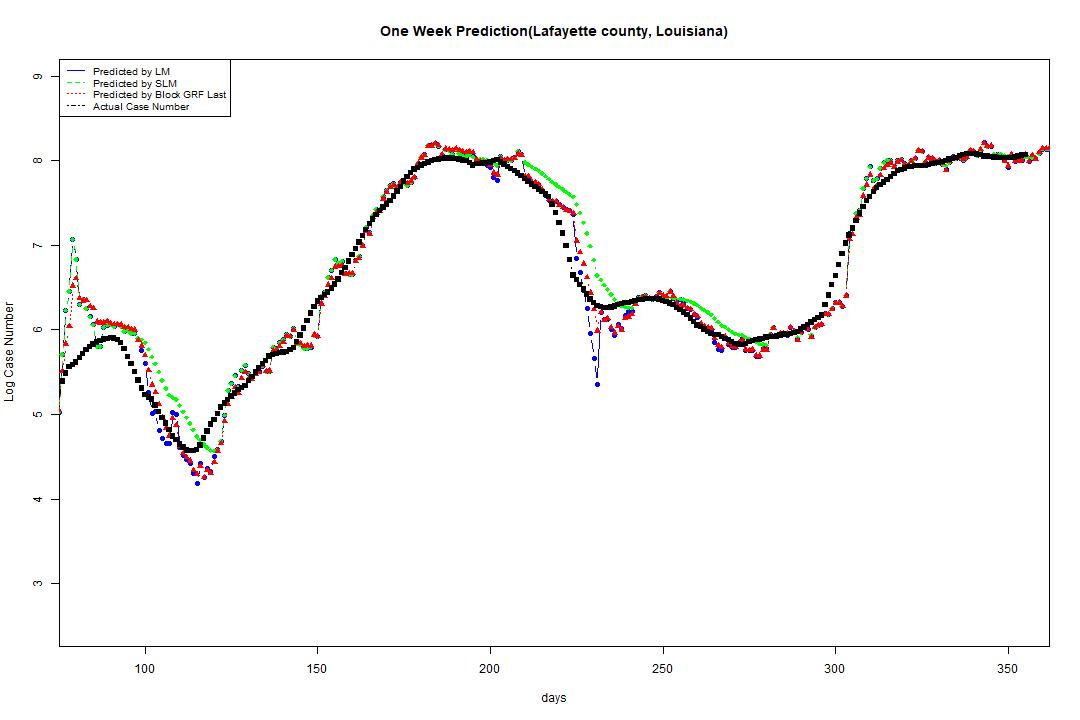 One Week Prediction(Lafayette county, Louisiana)
Predicted by LM
Predicted by SLM
Predicted by Block GRF Last
Actual Case Number
9
8
7
6
5
4
3
Log Case Number
100 150 200 250 300 350
days